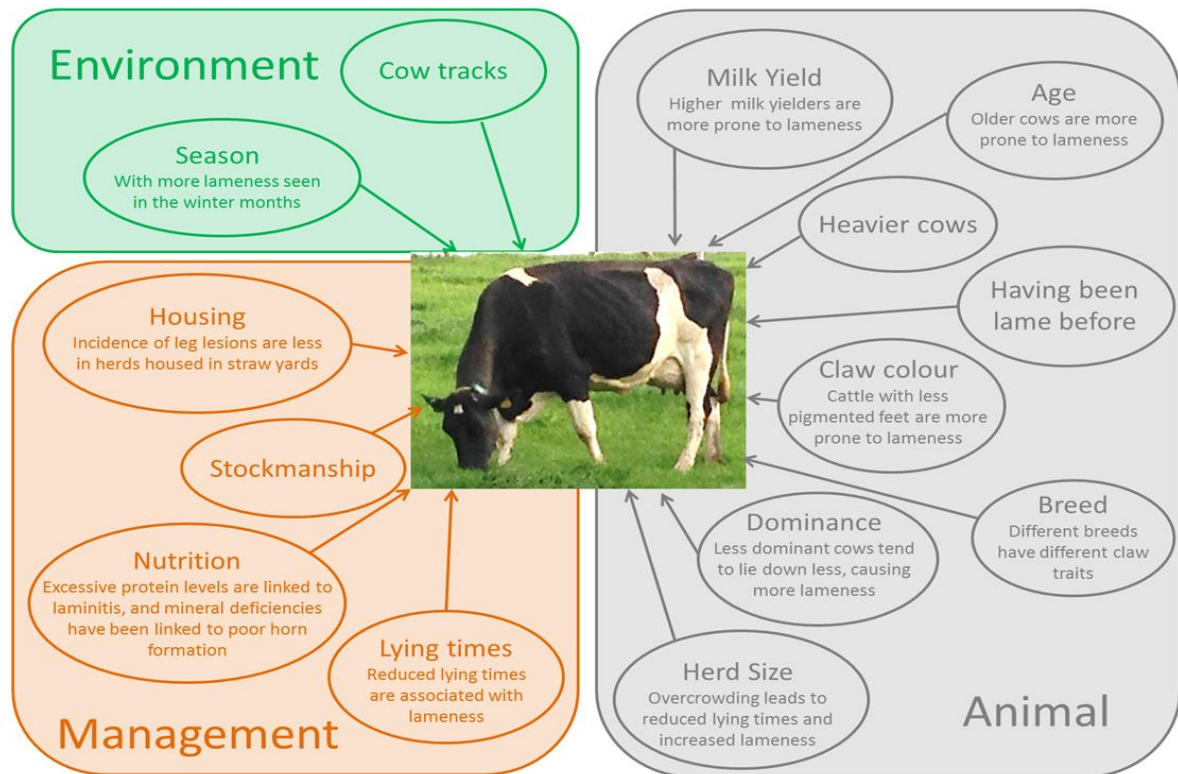 Environment
Cow tracks
Season
With more lameness seen
in the winter months
Milk Yield
Higher milk yielders are
more prone to lameness
Age
Older cows are more
prone to lameness
Heavier cows
Having been
lame before
Claw colour
Cattle with less
pigmented feet are more
prone to lameness
Breed
Different breeds
have different claw
traits
Dominance
Less dominant cows tend
to lie down less, causing
more lameness
Herd Size
Overcrowding leads to
reduced lying times and
increased lameness
Animal
Housing
Incidence of leg lesions are less
in herds housed in straw yards
Stockmanship
Nutrition
Excessive protein levels are linked to
laminitis, and mineral deficiencies
have been linked to poor horn
formation
Lying times
Reduced lying times
are associated with
lameness
Management